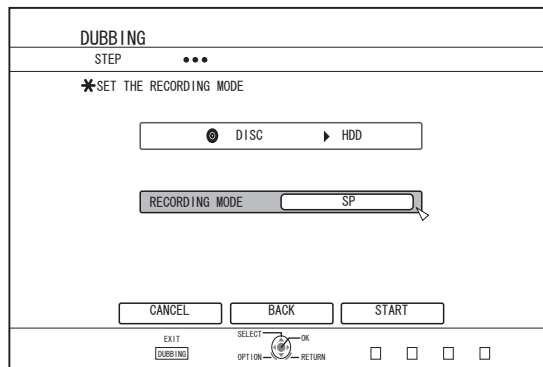 DUBBING
STEP
SET THE RECORDING MODE
DISC HDD
RECORDING MODE SP
CANCEL BACK START
EXIT SELECT OK
DUBBING OPTION RETURN